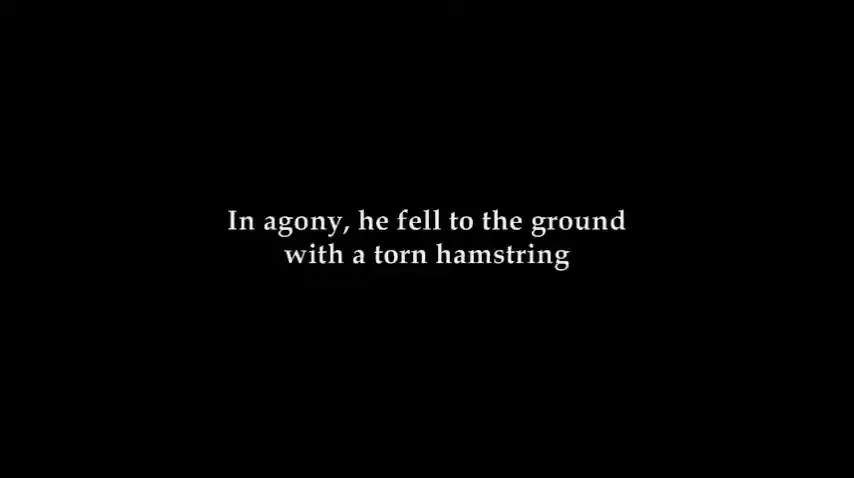 In agony, he fell to the ground
with a torn hamstring